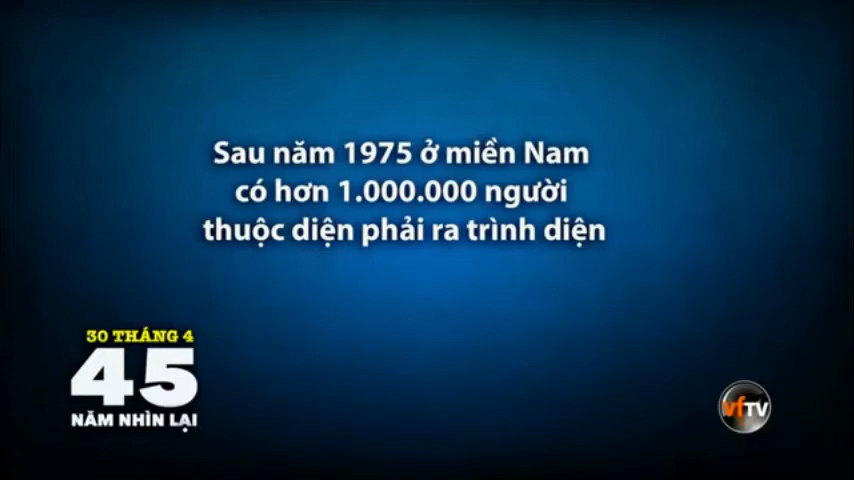 Sau năm 1975 ở miền Nam
có hơn 1.000.000 người
thuộc diện phải ra trình diện
30 THÁNG 4
45
NĂM NHÌN LẠI
vfTV